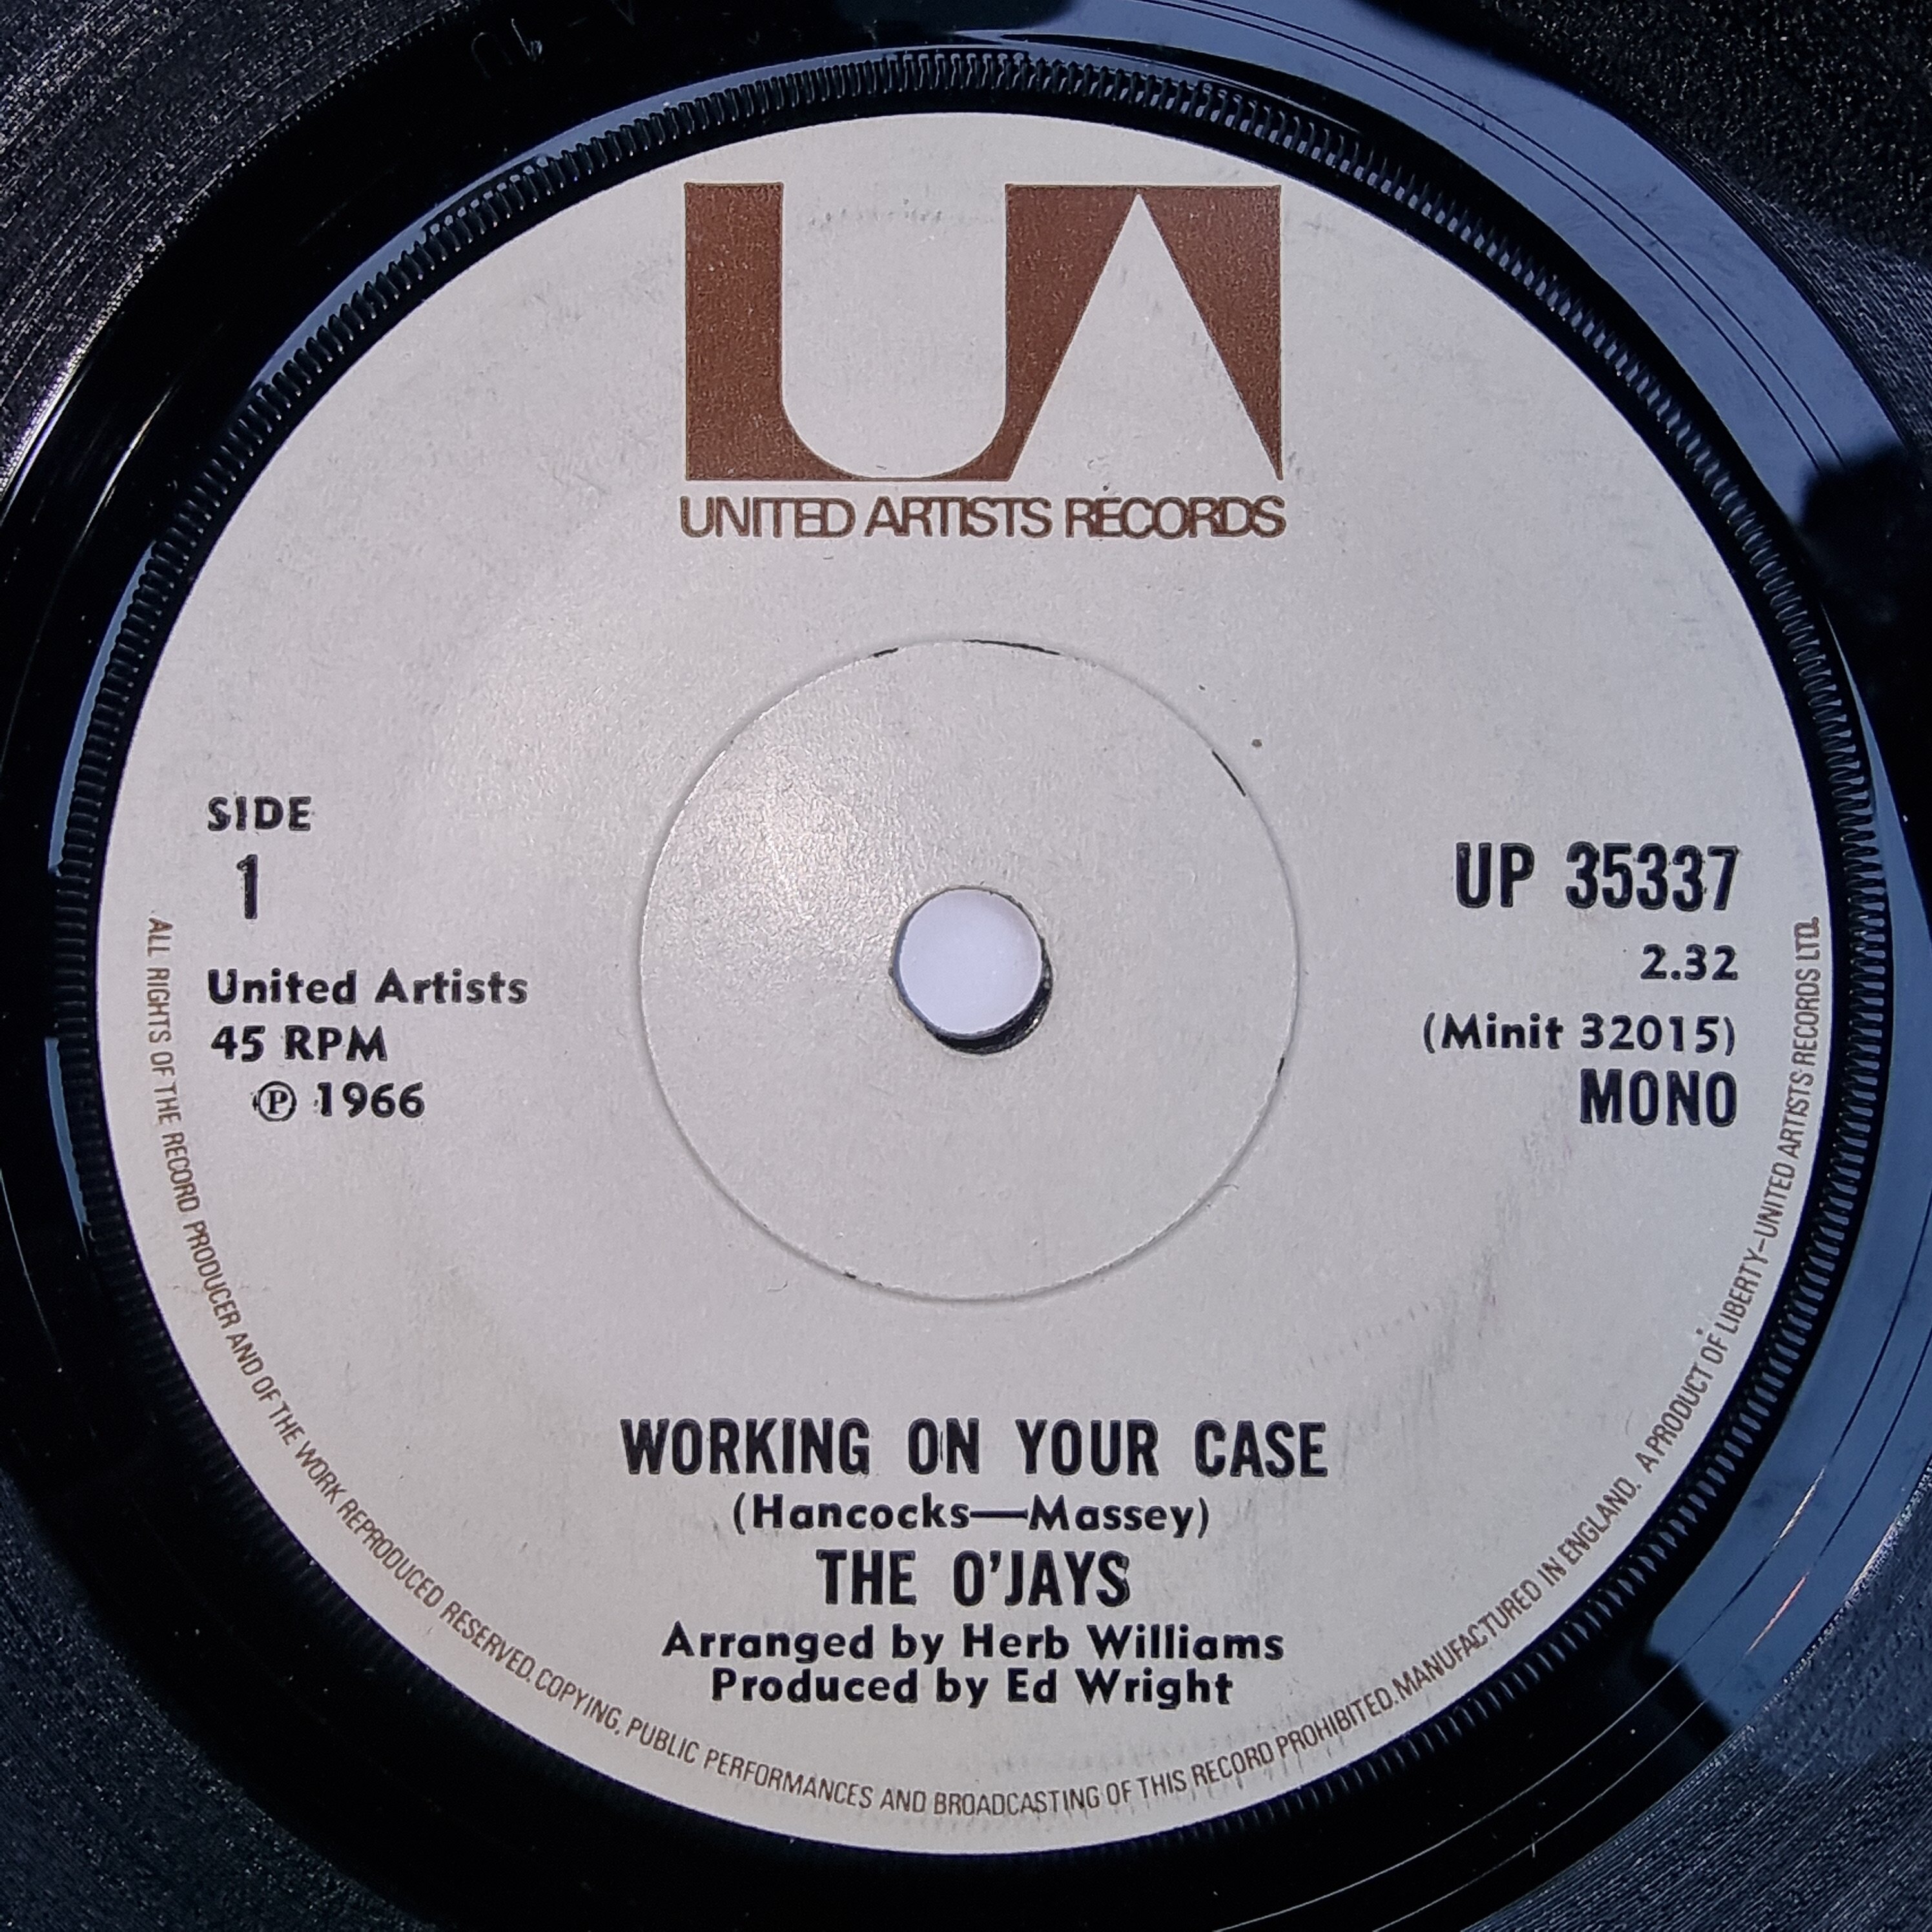 UA
UNITED ARTISTS RECORDS
SIDE
1
United Artists
45 RPM
Ⓟ 1966
UP 35337
2.32
(Minit 32015)
MONO
WORKING ON YOUR CASE
(Hancocks—Massey)
THE O'JAYS
Arranged by Herb Williams
Produced by Ed Wright
ALL RIGHTS OF THE RECORD PRODUCER AND OF THE WORK REPRODUCED RESERVED. COPYING, PUBLIC PERFORMANCES AND BROADCASTING OF THIS RECORD PROHIBITED. MANUFACTURED IN ENGLAND. A PRODUCT OF LIBERTY–UNITED ARTISTS RECORDS LTD.